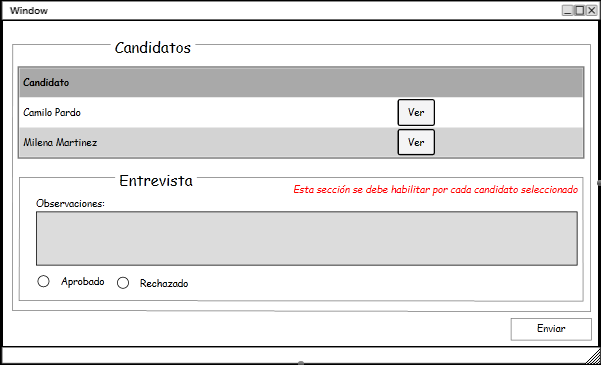 Window
Candidatos
Candidato
Camilo Pardo Ver
Milena Martinez Ver
Entrevista
Esta sección se debe habilitar por cada candidato seleccionado
Observaciones:
Aprobado Rechazado
Enviar